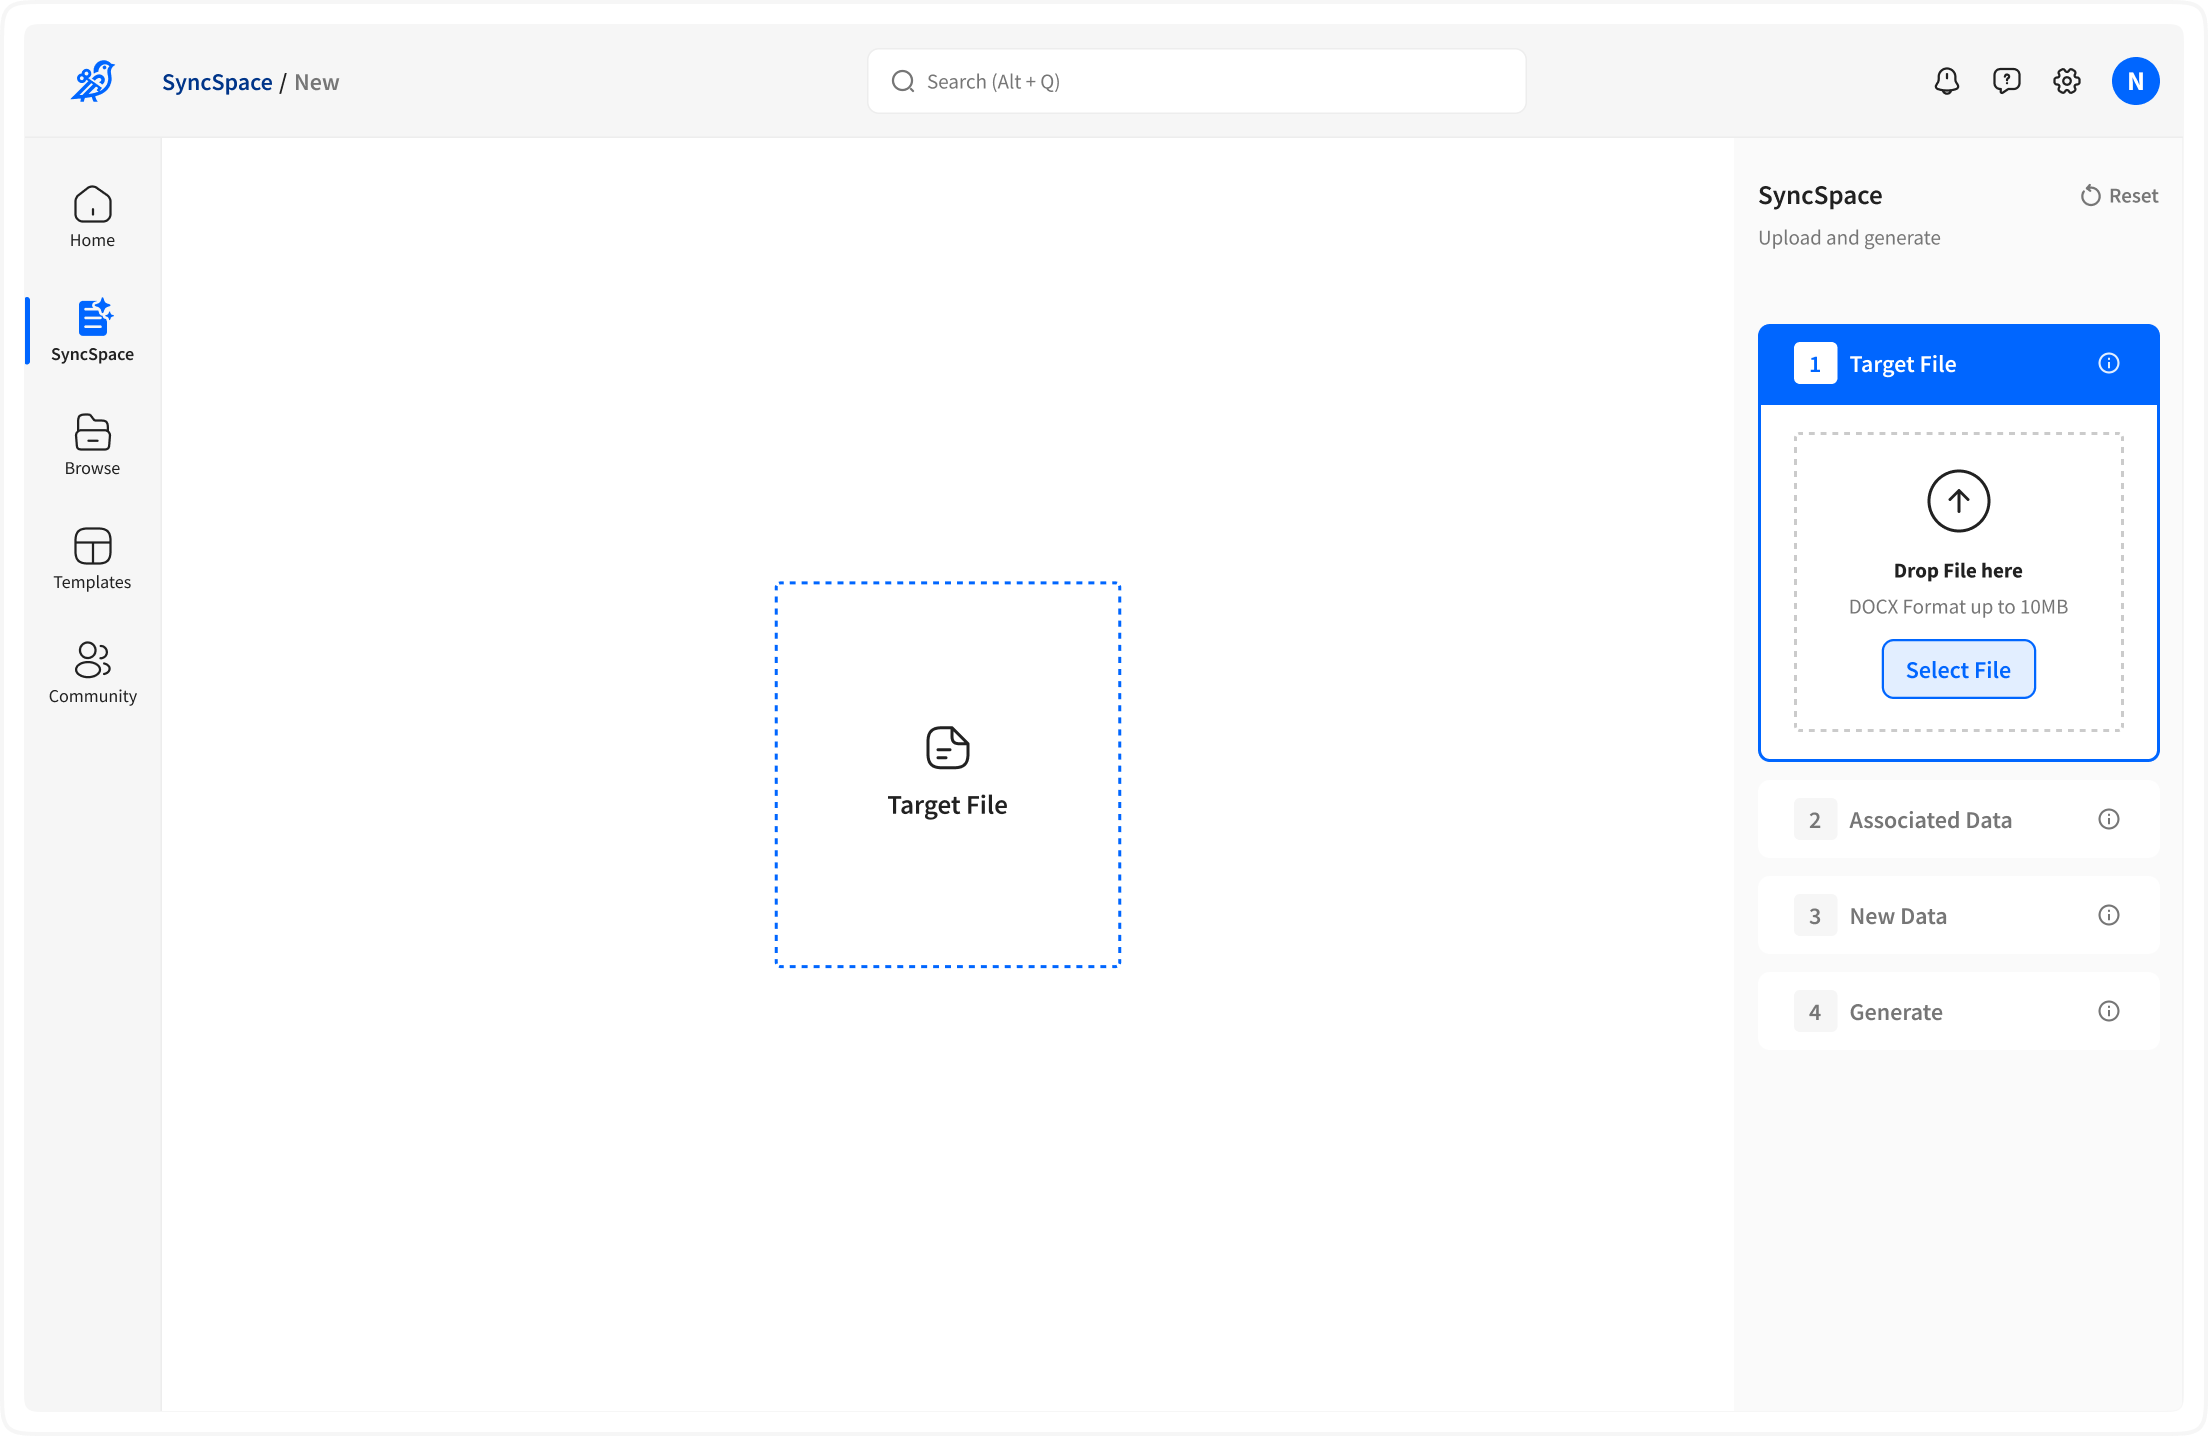 SyncSpace / New
Search (Alt + Q)
N
Home
SyncSpace
Browse
Templates
Community
Target File
SyncSpace
Reset
Upload and generate
1 Target File
Drop File here
DOCX Format up to 10MB
Select File
2 Associated Data
3 New Data
4 Generate